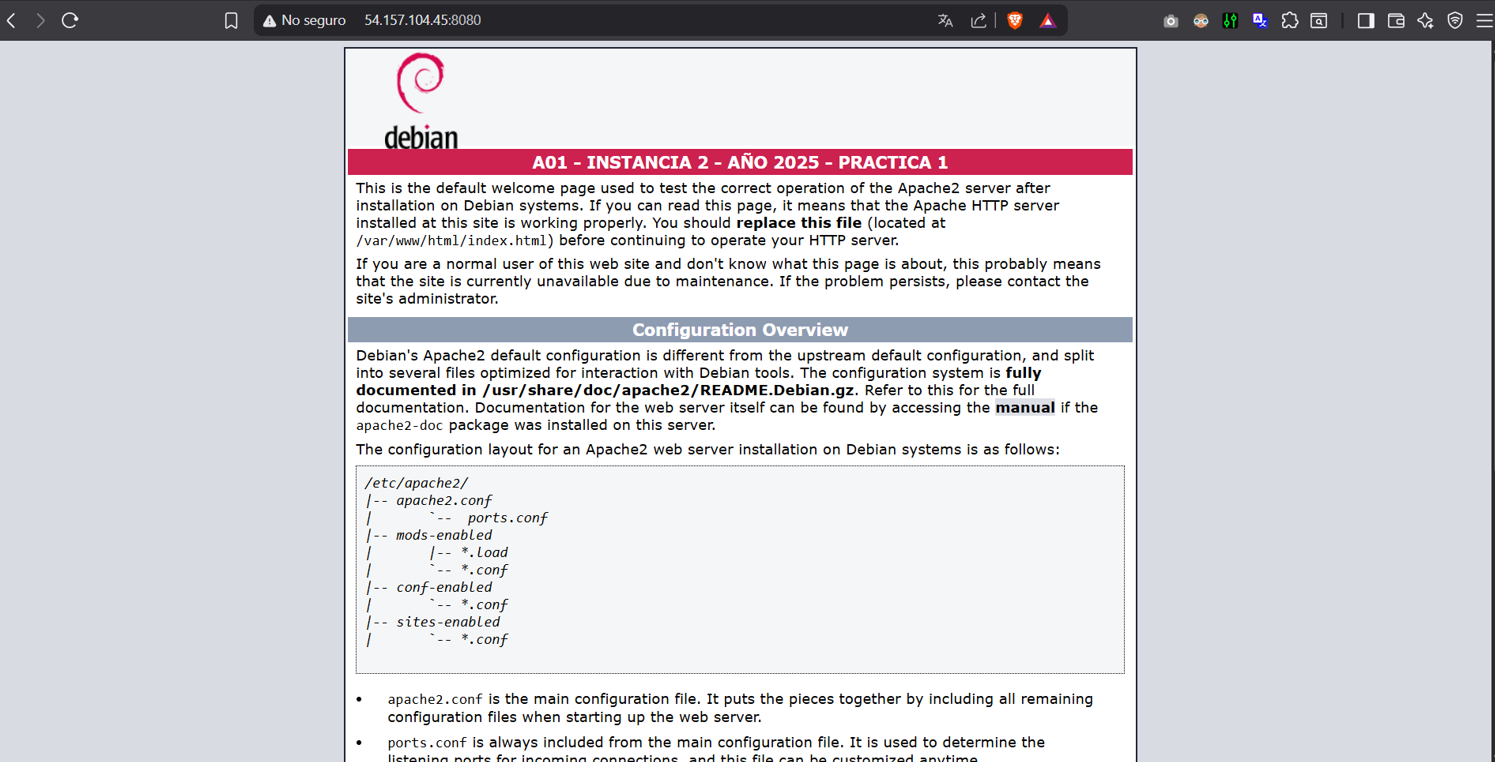 No seguro 54.157.104.45:8080
debian
A01 - INSTANCIA 2 - AÑO 2025 - PRACTICA 1
This is the default welcome page used to test the correct operation of the Apache2 server after
installation on Debian systems. If you can read this page, it means that the Apache HTTP server
installed at this site is working properly. You should replace this file (located at
/var/www/html/index.html) before continuing to operate your HTTP server.
If you are a normal user of this web site and don't know what this page is about, this probably means
that the site is currently unavailable due to maintenance. If the problem persists, please contact the
site's administrator.
Configuration Overview
Debian's Apache2 default configuration is different from the upstream default configuration, and split
into several files optimized for interaction with Debian tools. The configuration system is fully
documented in /usr/share/doc/apache2/README.Debian.gz. Refer to this for the full
documentation. Documentation for the web server itself can be found by accessing the manual if the
apache2-doc package was installed on this server.
The configuration layout for an Apache2 web server installation on Debian systems is as follows:
/etc/apache2/
|-- apache2.conf
|       `--  ports.conf
|-- mods-enabled
|       |-- *.load
|       `-- *.conf
|-- conf-enabled
|       `-- *.conf
|-- sites-enabled
|       `-- *.conf
• apache2.conf is the main configuration file. It puts the pieces together by including all remaining
configuration files when starting up the web server.
• ports.conf is always included from the main configuration file. It is used to determine the
listening ports for incoming connections, and this file can be customized anytime.